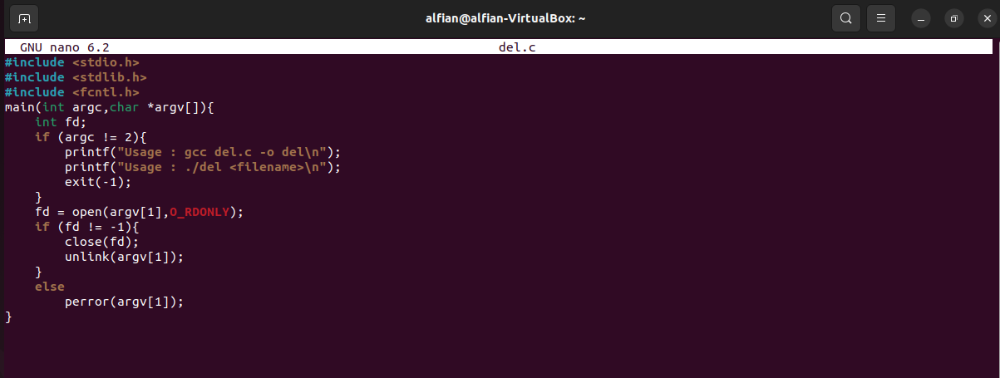 alfian@alfian-VirtualBox: ~
GNU nano 6.2 del.c
#include <stdio.h>
#include <stdlib.h>
#include <fcntl.h>
main(int argc,char *argv[]){
    int fd;
    if (argc != 2){
        printf("Usage : gcc del.c -o del\n");
        printf("Usage : ./del <filename>\n");
        exit(-1);
    }
    fd = open(argv[1],O_RDONLY);
    if (fd != -1){
        close(fd);
        unlink(argv[1]);
    }
    else
        perror(argv[1]);
}